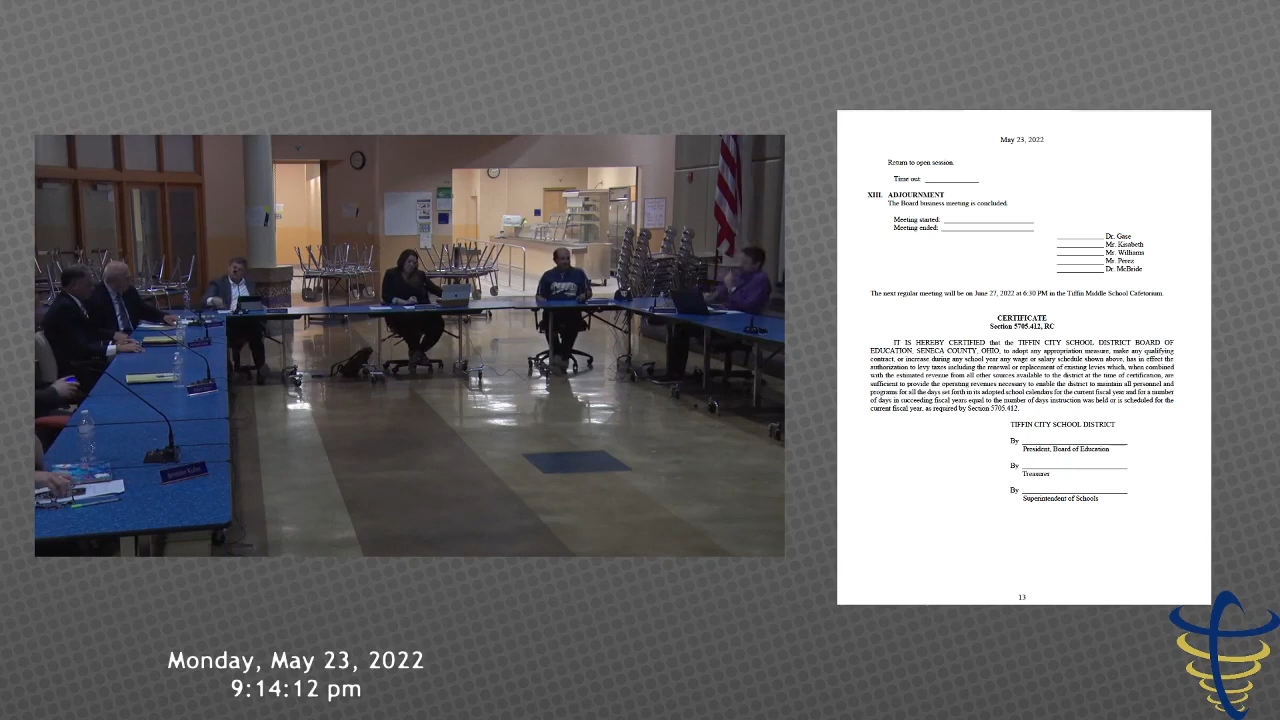 May 23, 2022
Return to open session.
Time out:
XIII. ADJOURNMENT
The Board business meeting is concluded.
Meeting started:
Meeting ended:
Dr. Gase
Mr. Kisabeth
Mr. Williams
Mr. Perez
Dr. McBride
The next regular meeting will be on June 27, 2022 at 6:30 PM in the Tiffin Middle School Cafetorium.
CERTIFICATE
Section 5705.412, RC
IT IS HEREBY CERTIFIED that the TIFFIN CITY SCHOOL DISTRICT BOARD OF
EDUCATION, SENECA COUNTY, OHIO, to adopt any appropriation measure, make any qualifying
contract, or increase during any school year any wage or salary schedule shown above, has in effect the
authorization to levy taxes including the renewal or replacement of existing levies which, when combined
with the estimated revenue from all other sources available to the district at the time of certification, are
sufficient to provide the operating revenues necessary to enable the district to maintain all personnel and
programs for all the days set forth in its adopted school calendars for the current fiscal year and for a number
of days in succeeding fiscal years equal to the number of days instruction was held or is scheduled for the
current fiscal year, as required by Section 5705.412.
TIFFIN CITY SCHOOL DISTRICT
By
President, Board of Education
By
Treasurer
By
Superintendent of Schools
13
Monday, May 23, 2022
9:14:12 pm